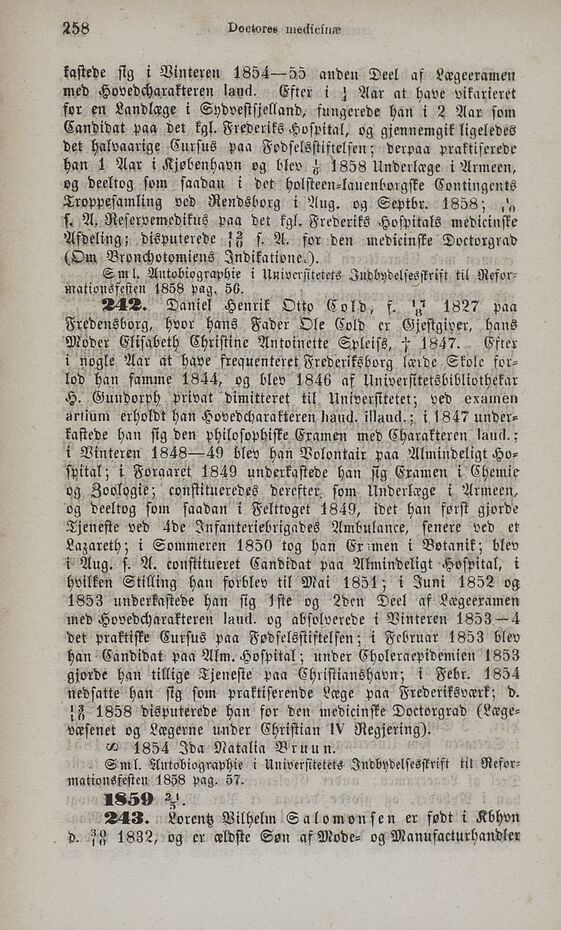 258
Doctores medicinæ
kastede sig i Vinteren 1854—55 anden Deel af Lægeexamen
med Hovedcharakteren laud. Efter i ½ Aar at have vikarieret
for en Landlæge i Sydvestsjelland, fungerede han i 2 Aar som
Candidat paa det kgl. Frederiks Hospital, og gjennemgik ligeledes
det halvaarige Cursus paa Fødselsstiftelsen; derpaa praktiserede
han 1 Aar i Kjøbenhavn og blev 1858 Underlæge i Armeen,
og deeltog som saadan i det holsteen-lauenborgske Contingents
Troppesamling ved Rendsborg i Aug. og Septbr. 1858;
s. A. Reservemedikus paa det kgl. Frederiks Hospitals medicinske
Afdeling; disputerede s. A. for den medicinske Doctorgrad
(Om Bronchotomiens Indikatione.).
Sml. Autobiographie i Universitetets Indbydelsesskrift til Refor-
mationsfesten 1858 pag. 56.
242. Daniel Henrik Otto Cold, f. 17/8 1827 paa
Fredensborg, hvor hans Fader Ole Cold er Gjestgiver, hans
Moder Elisabeth Christine Antoinette Spleiss, † 1847. Efter
i nogle Aar at have frequenteret Frederiksborg lærde Skole for-
lod han samme 1844, og blev 1846 af Universitetsbibliothekar
H. Gundorph privat dimitteret til Universitetet; ved examen
artium erholdt han Hovedcharakteren haud. illaud.; i 1847 under-
kastede han sig den philosophiske Examen med Charakteren laud.;
i Vinteren 1848—49 blev han Volontair paa Almindeligt Ho-
spital; i Foraaret 1849 underkastede han sig Examen i Chemie
og Zoologie; constitueredes derefter som Underlæge i Armeen,
og deeltog som saadan i Felttoget 1849, idet han først gjorde
Tjeneste ved 4de Infanteriebrigades Ambulance, senere ved et
Lazareth; i Sommeren 1850 tog han Ex men i Botanik; blev
i Aug. s. A. constitueret Candidat paa Almindeligt Hospital, i
hvilken Stilling han forblev til Mai 1851; i Juni 1852 og
1853 underkastede han sig 1ste og 2den Deel af Lægeexamen
med Hovedcharakteren laud. og absolverede i Vinteren 1853—4
det praktiske Cursus paa Fødselsstiftelsen; i Februar 1853 blev
han Candidat paa Alm. Hospital; under Choleraepidemien 1853
gjorde han tillige Tjeneste paa Christianshavn; i Febr. 1854
nedsatte han sig som praktiserende Læge paa Frederiksværk; d.
1858 disputerede han for den medicinske Doctorgrad (Læge-
væsenet og Lægerne under Christian IV Regjering).
∞ 1854 Ida Natalia Bruun.
Sml. Autobiographie i Universitetets Indbydelsesskrift til Refor-
mationsfesten 1858 pag. 57.
1859 21/5.
243. Lorentz Vilhelm Salomonsen er født i Kbhvn
d. 30/10 1832, og er ældste Søn af Mode- og Manufacturhandler